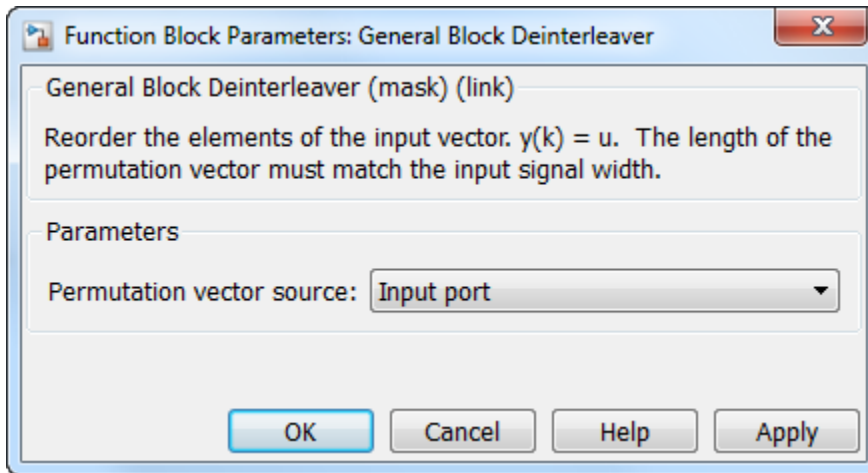 Function Block Parameters: General Block Deinterleaver
General Block Deinterleaver (mask) (link)
Reorder the elements of the input vector. y(k) = u.  The length of the
permutation vector must match the input signal width.
Parameters
Permutation vector source: Input port
OK Cancel Help Apply